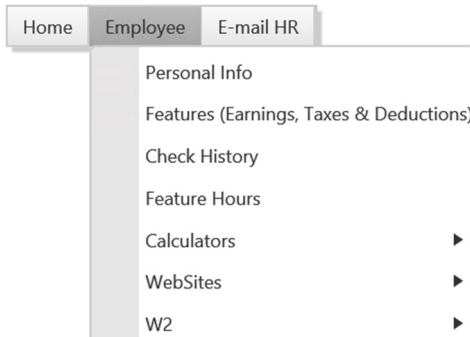 Home Employee E-mail HR
Personal Info
Features (Earnings, Taxes & Deductions)
Check History
Feature Hours
Calculators
WebSites
W2